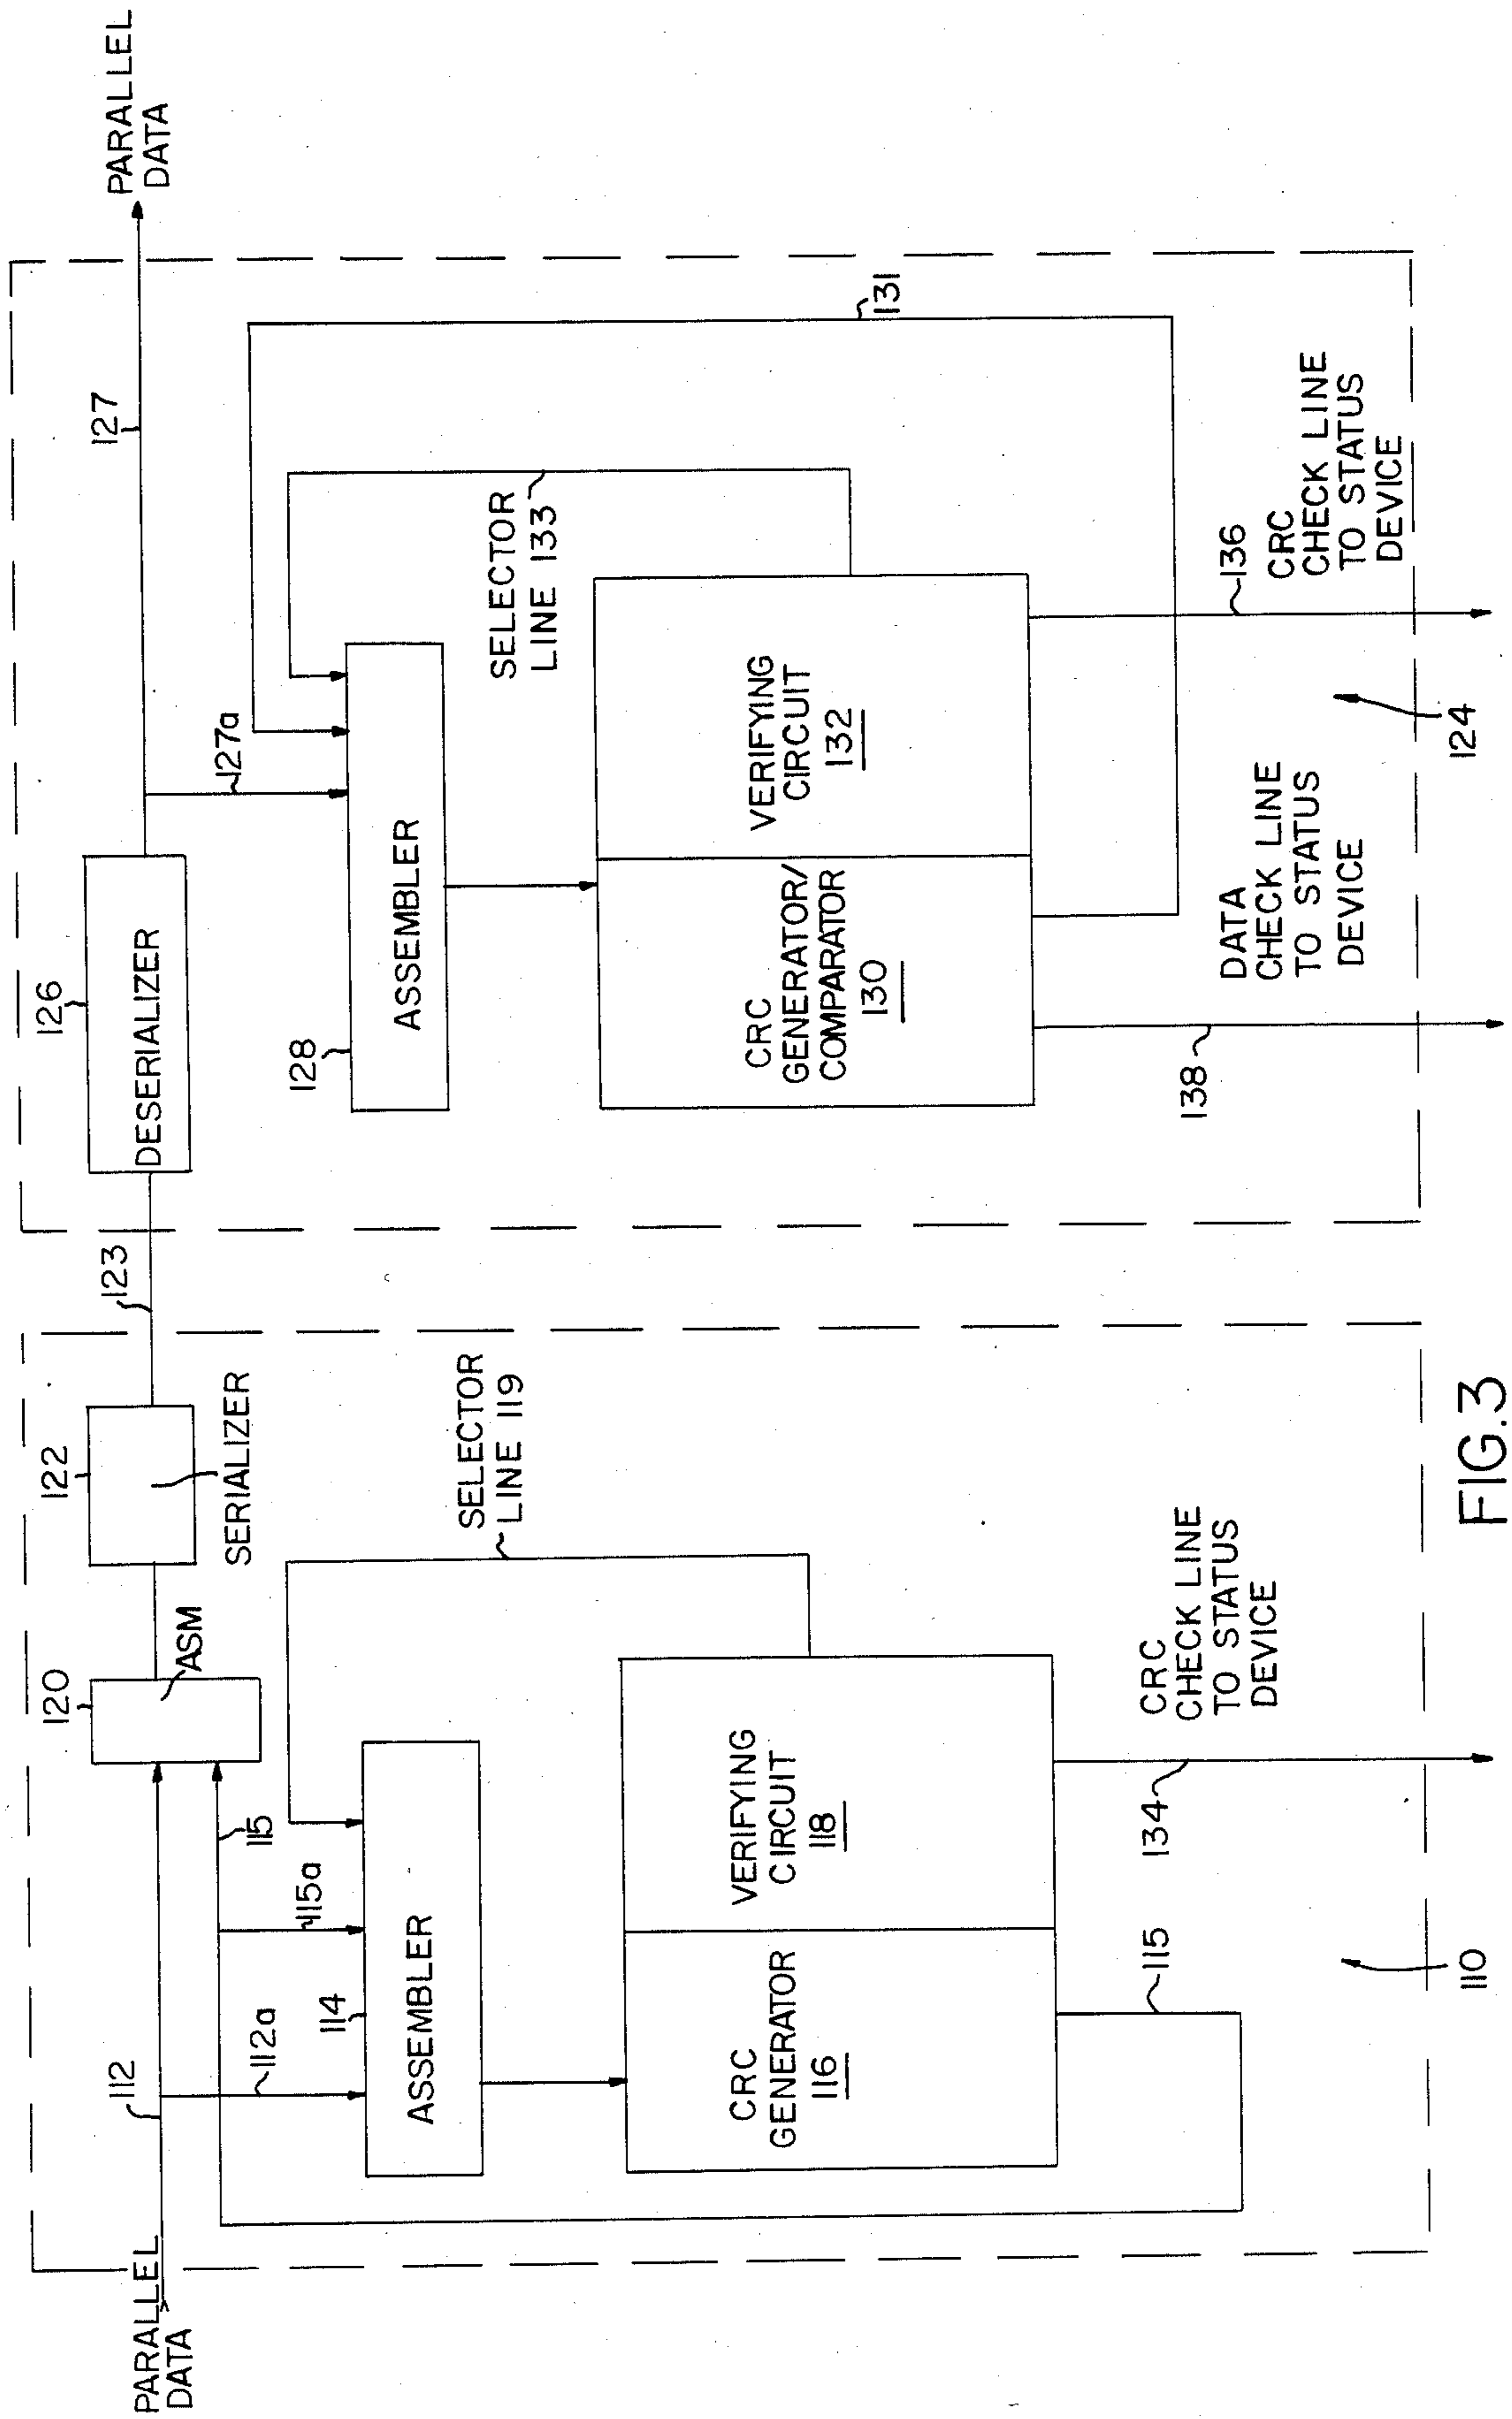 PARALLEL
DATA
112
112a
115
115a
120
ASM
122
SERIALIZER
123
114
ASSEMBLER
SELECTOR
LINE 119
CRC
GENERATOR
116
VERIFYING
CIRCUIT
118
115
134
CRC
CHECK LINE
TO STATUS
DEVICE
110
126
DESERIALIZER
127
PARALLEL
DATA
127a
128
ASSEMBLER
SELECTOR
LINE 133
131
CRC
GENERATOR/
COMPARATOR
130
VERIFYING
CIRCUIT
132
138
DATA
CHECK LINE
TO STATUS
DEVICE
136
CRC
CHECK LINE
TO STATUS
DEVICE
124
FIG.3